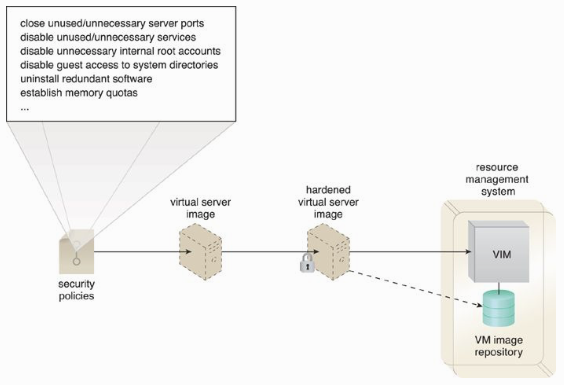 close unused/unnecessary server ports
disable unused/unnecessary services
disable unnecessary internal root accounts
disable guest access to system directories
uninstall redundant software
establish memory quotas
...
security
policies
virtual server
image
hardened
virtual server
image
resource
management
system
VIM
VM image
repository